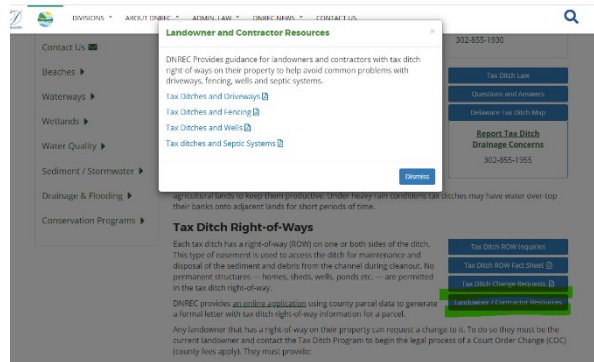 DIVISIONS
ABOUT DNREC
ADMIN. LAW
DNREC NEWS
CONTACT US
Contact Us
Beaches
Waterways
Wetlands
Water Quality
Sediment / Stormwater
Drainage & Flooding
Conservation Programs
Landowner and Contractor Resources
×
DNREC Provides guidance for landowners and contractors with tax ditch
right of ways on their property to help avoid common problems with
driveways, fencing, wells and septic systems.
Tax Ditches and Driveways
Tax Ditches and Fencing
Tax Ditches and Wells
Tax ditches and Septic Systems
Dismiss
302-855-1930
Tax Ditch Law
Questions and Answers
Delaware Tax Ditch Map
Report Tax Ditch
Drainage Concerns
302-855-1955
agricultural lands to keep them productive. Under heavy rain conditions tax ditches may have water over-top
their banks onto adjacent lands for short periods of time.
Tax Ditch Right-of-Ways
Each tax ditch has a right-of-way (ROW) on one or both sides of the ditch.
This type of easement is used to access the ditch for maintenance and
disposal of the sediment and debris from the channel during cleanout. No
permanent structures — homes, sheds, wells, ponds etc. — are permitted
in the tax ditch right-of-way.
DNREC provides an online application using county parcel data to generate
a formal letter with tax ditch right-of-way information for a parcel.
Any landowner that has a right-of-way on their property can request a change to it. To do so they must be the
current landowner and contact the Tax Ditch Program to begin the legal process of a Court Order Change (COC)
(county fees apply). They must provide:
Tax Ditch ROW Inquiries
Tax Ditch ROW Fact Sheet
Tax Ditch Change Requests
Landowner / Contractor Resources